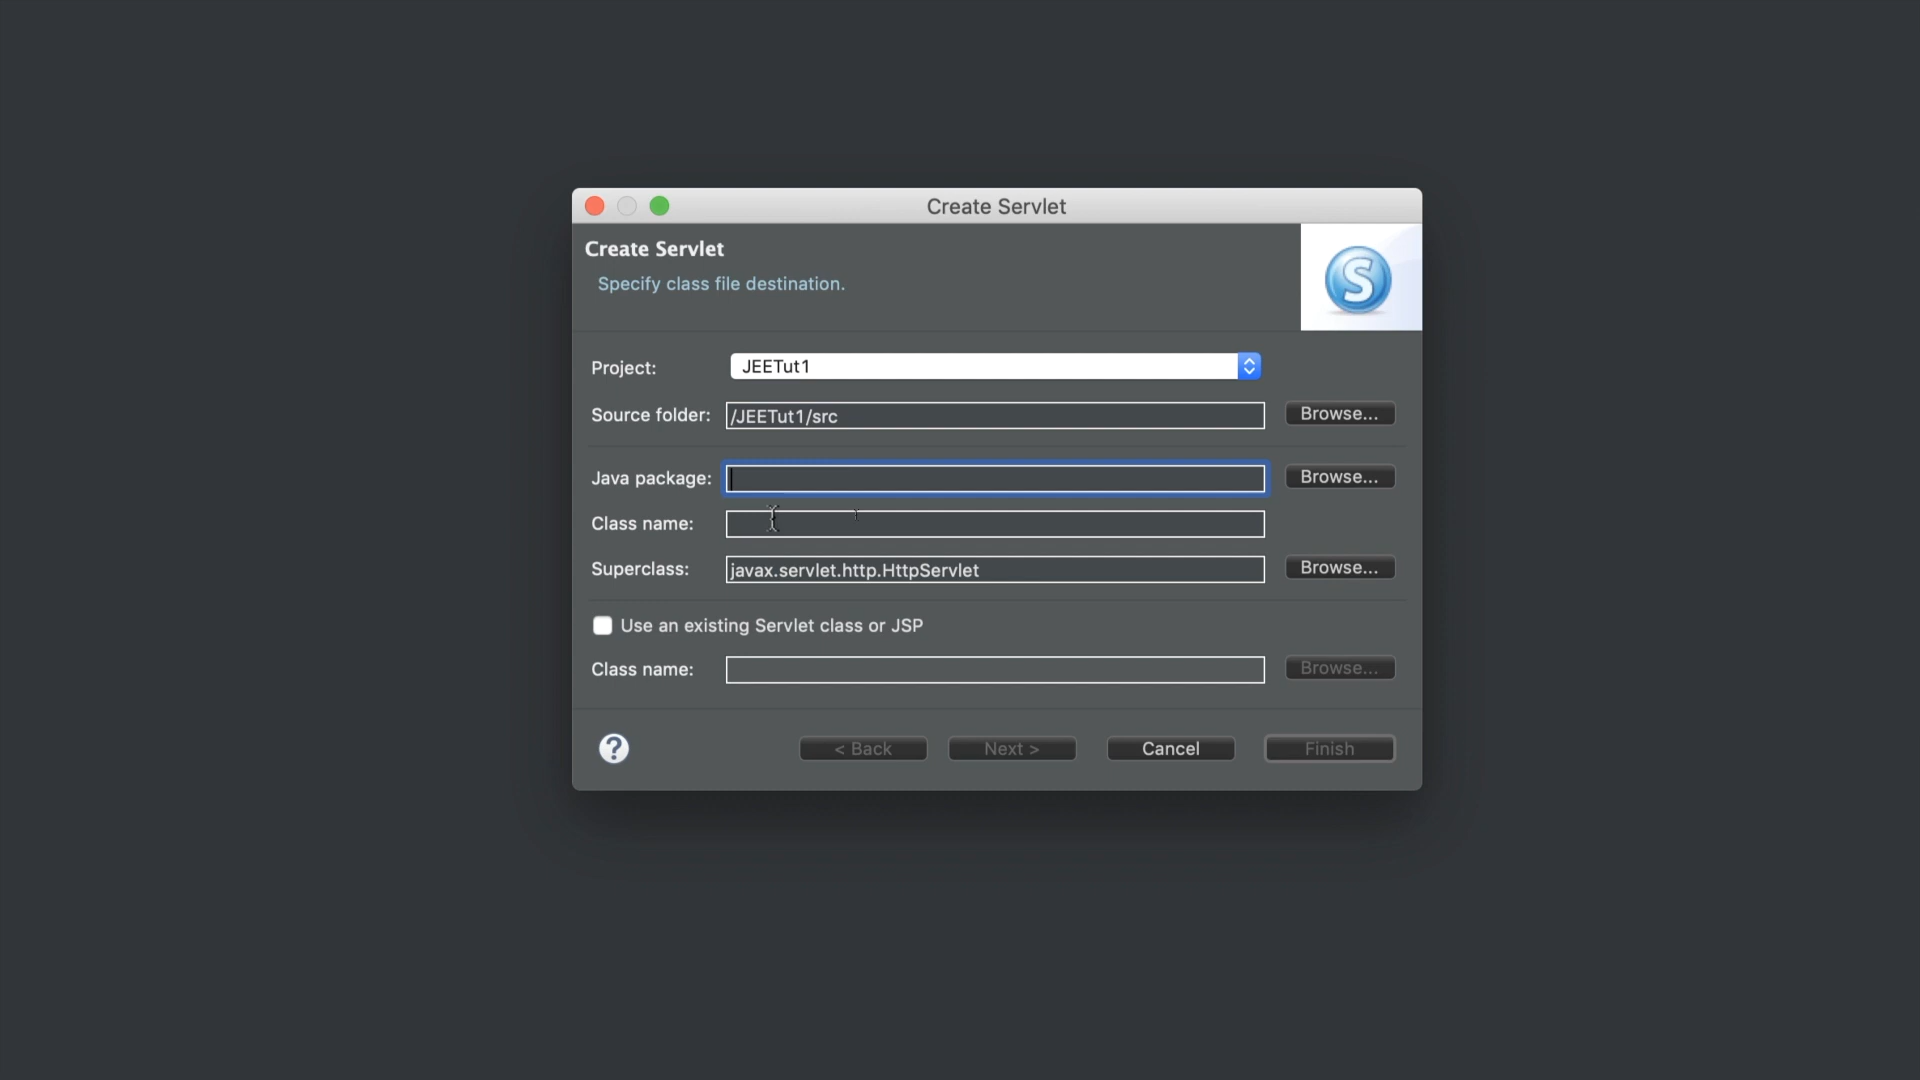 Create Servlet
Create Servlet
Specify class file destination.
S
Project: JEETut1
Source folder: /JEETut1/src Browse...
Java package: Browse...
Class name:
Superclass: javax.servlet.http.HttpServlet Browse...
Use an existing Servlet class or JSP
Class name: Browse...
? < Back Next > Cancel Finish